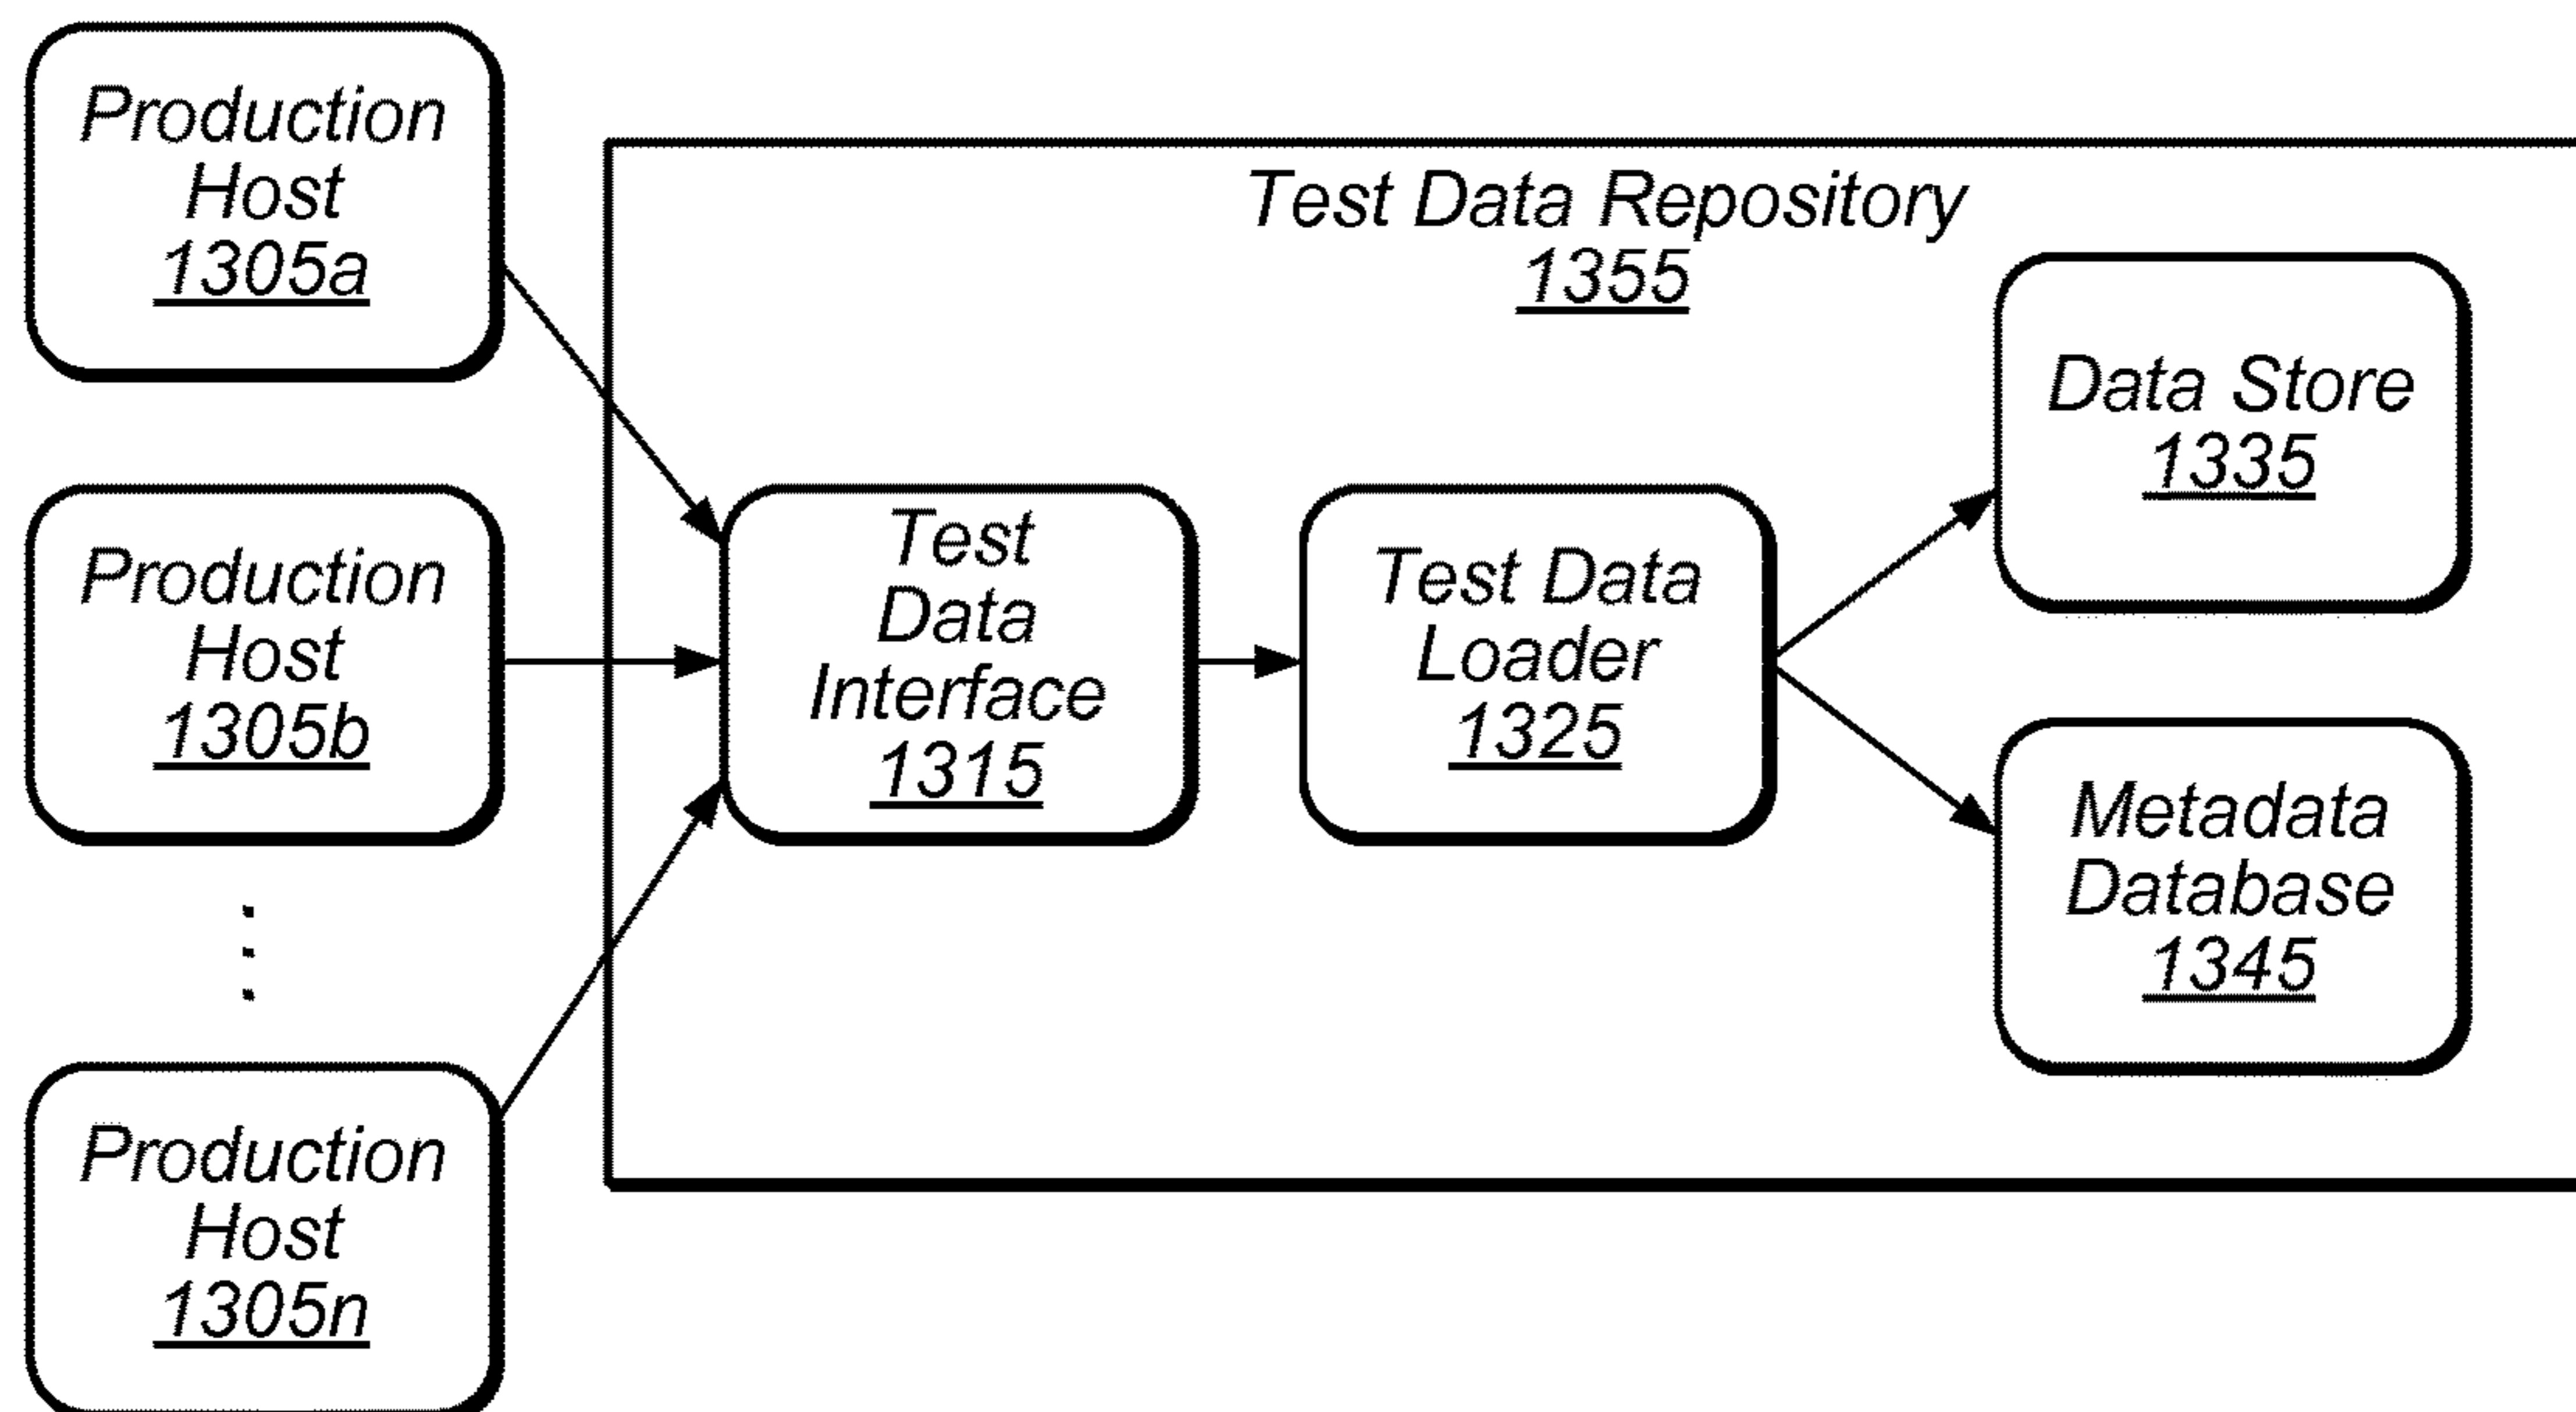 Production
Host
1305a
Production
Host
1305b
Production
Host
1305n
Test Data Repository
1355
Test
Data
Interface
1315
Test Data
Loader
1325
Data Store
1335
Metadata
Database
1345